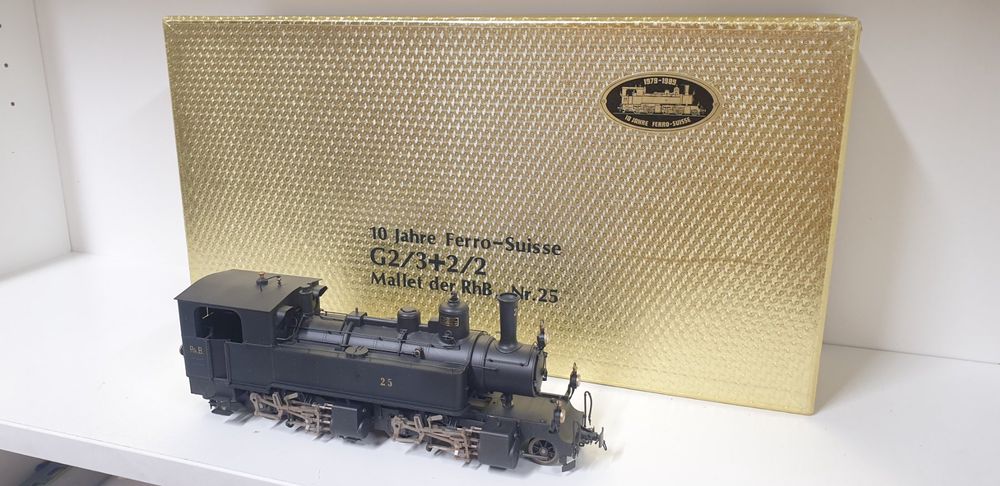 1979-1989
10 JAHRE FERRO-SUISSE
10 Jahre Ferro-Suisse
G2/3+2/2
Mallet der RhB Nr.25
Rh.B.
25